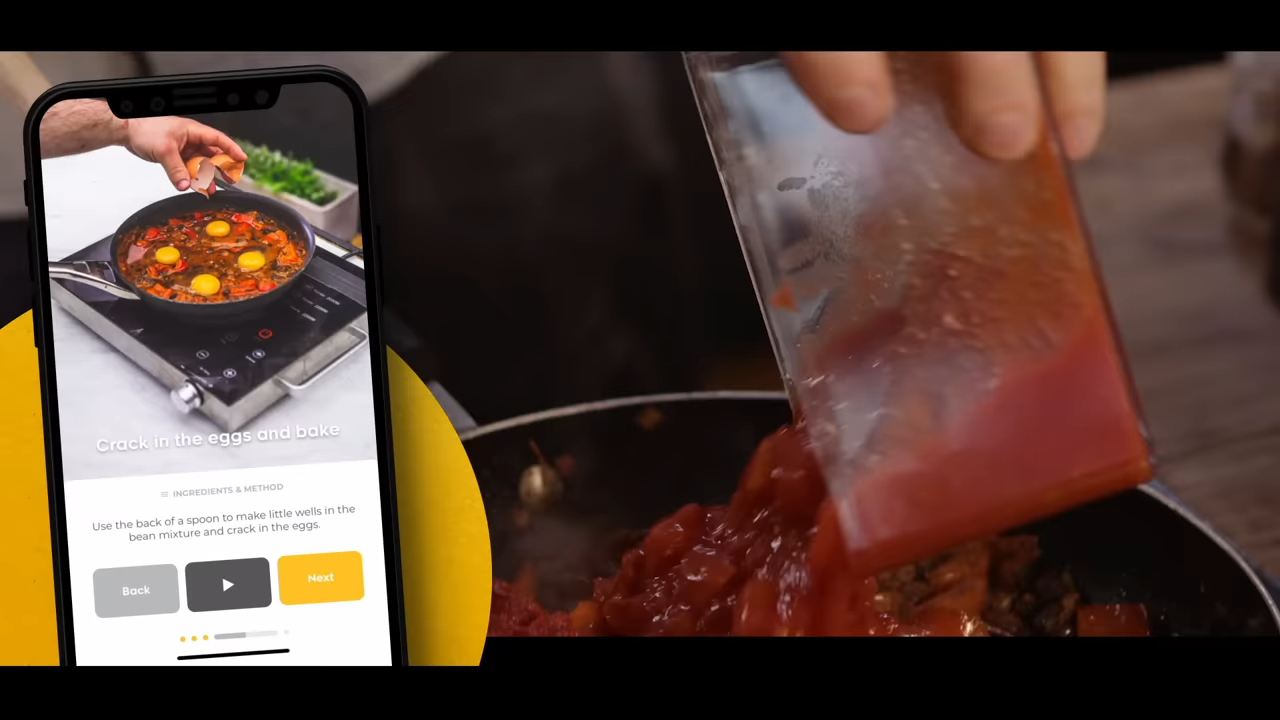 Crack in the eggs and bake
INGREDIENTS & METHOD
Use the back of a spoon to make little wells in the
bean mixture and crack in the eggs.
Back
Next